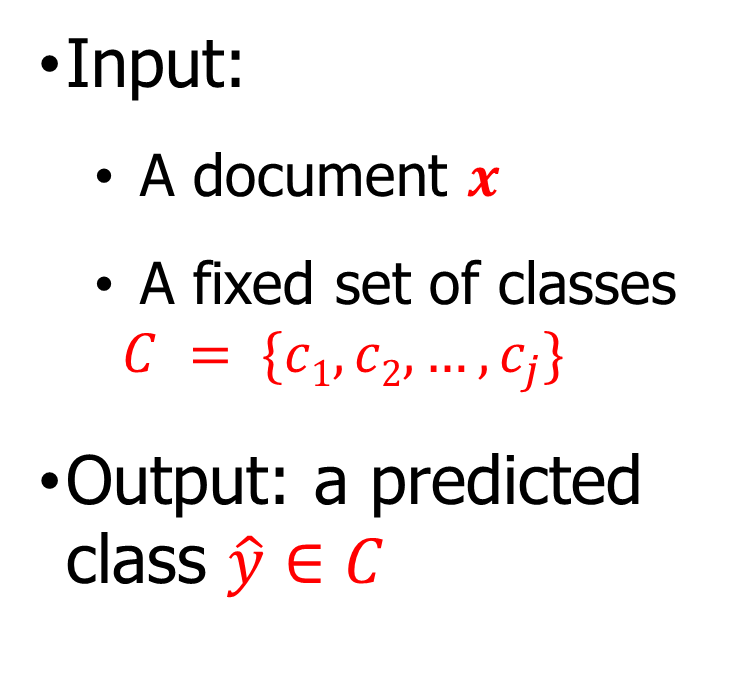 •Input:
• A document x
• A fixed set of classes
C = {c₁, c₂, … , cⱼ}
•Output: a predicted
class ŷ ∈ C